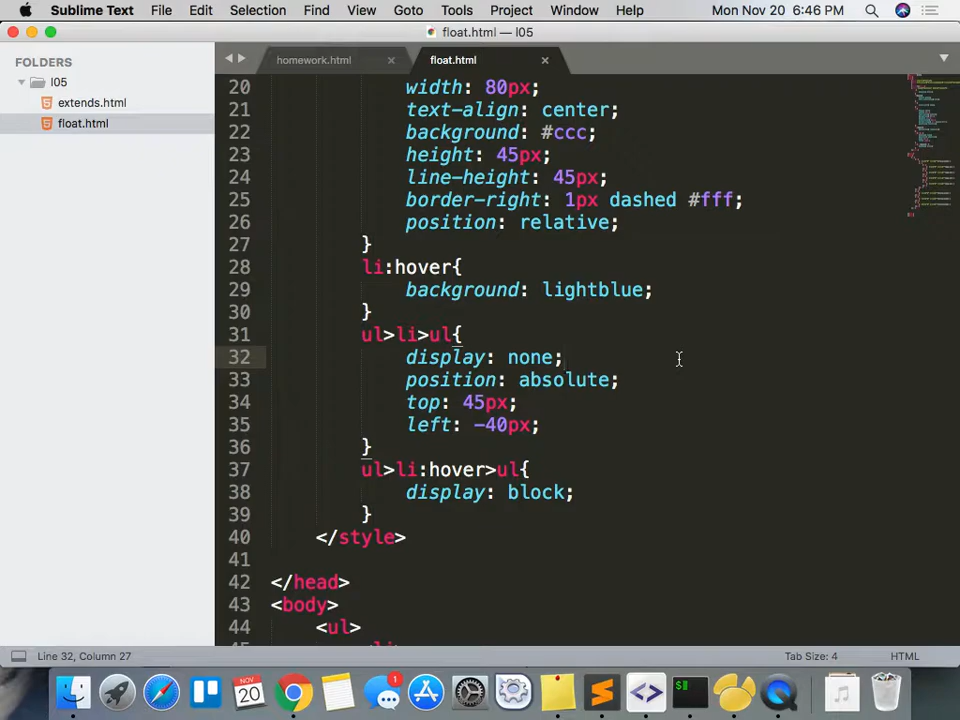 Sublime Text File Edit Selection Find View Goto Tools Project Window Help Mon Nov 20 6:46 PM
float.html — l05
FOLDERS
l05
extends.html
float.html
homework.html
float.html
20 width: 80px;
21 text-align: center;
22 background: #ccc;
23 height: 45px;
24 line-height: 45px;
25 border-right: 1px dashed #fff;
26 position: relative;
27 }
28 li:hover{
29 background: lightblue;
30 }
31 ul>li>ul{
32 display: none;
33 position: absolute;
34 top: 45px;
35 left: -40px;
36 }
37 ul>li:hover>ul{
38 display: block;
39 }
40 </style>
41
42 </head>
43 <body>
44 <ul>
Line 32, Column 27 Tab Size: 4 HTML
NOV
20
1